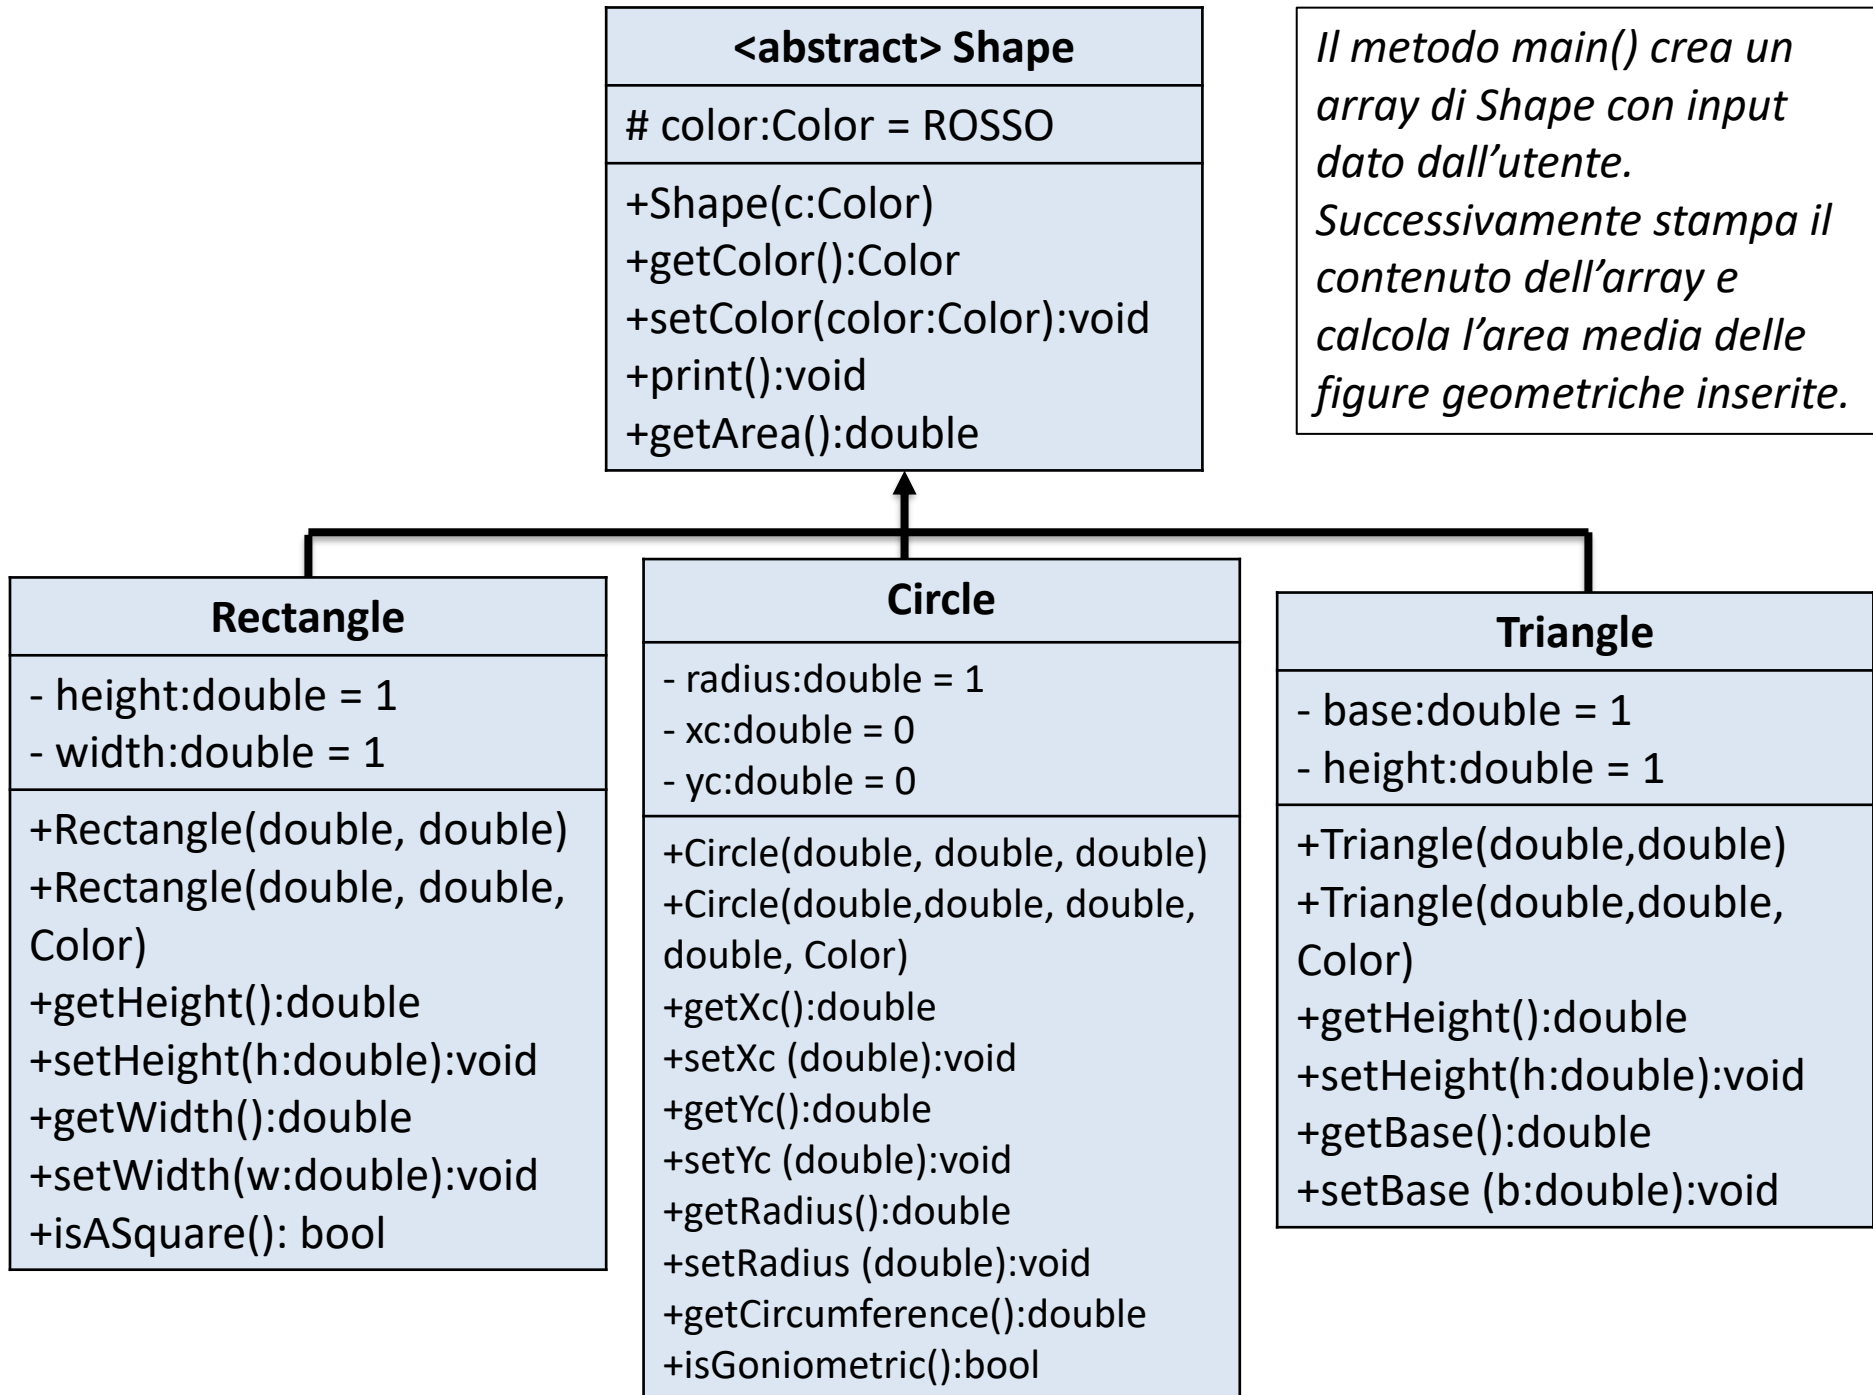 <abstract> Shape
# color:Color = ROSSO
+Shape(c:Color)
+getColor():Color
+setColor(color:Color):void
+print():void
+getArea():double
Il metodo main() crea un
array di Shape con input
dato dall’utente.
Successivamente stampa il
contenuto dell’array e
calcola l’area media delle
figure geometriche inserite.
Rectangle
- height:double = 1
- width:double = 1
+Rectangle(double, double)
+Rectangle(double, double,
Color)
+getHeight():double
+setHeight(h:double):void
+getWidth():double
+setWidth(w:double):void
+isASquare(): bool
Circle
- radius:double = 1
- xc:double = 0
- yc:double = 0
+Circle(double, double, double)
+Circle(double,double, double,
double, Color)
+getXc():double
+setXc (double):void
+getYc():double
+setYc (double):void
+getRadius():double
+setRadius (double):void
+getCircumference():double
+isGoniometric():bool
Triangle
- base:double = 1
- height:double = 1
+Triangle(double,double)
+Triangle(double,double,
Color)
+getHeight():double
+setHeight(h:double):void
+getBase():double
+setBase (b:double):void